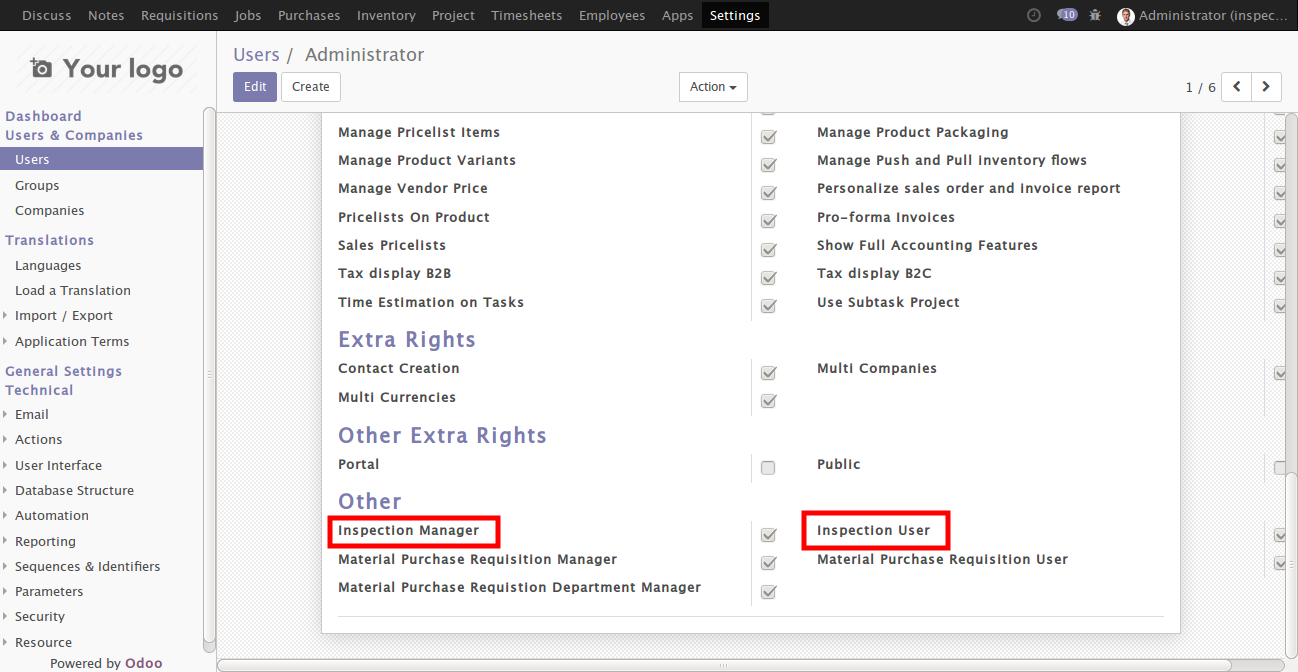 Discuss Notes Requisitions Jobs Purchases Inventory Project Timesheets Employees Apps Settings 10 Administrator (inspec...
Your logo
Users / Administrator
Edit Create Action 1 / 6
Dashboard
Users & Companies
Users
Groups
Companies
Translations
Languages
Load a Translation
Import / Export
Application Terms
General Settings
Technical
Email
Actions
User Interface
Database Structure
Automation
Reporting
Sequences & Identifiers
Parameters
Security
Resource
Powered by Odoo
Manage Pricelist Items Manage Product Packaging
Manage Product Variants Manage Push and Pull inventory flows
Manage Vendor Price Personalize sales order and invoice report
Pricelists On Product Pro-forma Invoices
Sales Pricelists Show Full Accounting Features
Tax display B2B Tax display B2C
Time Estimation on Tasks Use Subtask Project
Extra Rights
Contact Creation Multi Companies
Multi Currencies
Other Extra Rights
Portal Public
Other
Inspection Manager Inspection User
Material Purchase Requisition Manager Material Purchase Requisition User
Material Purchase Requistion Department Manager